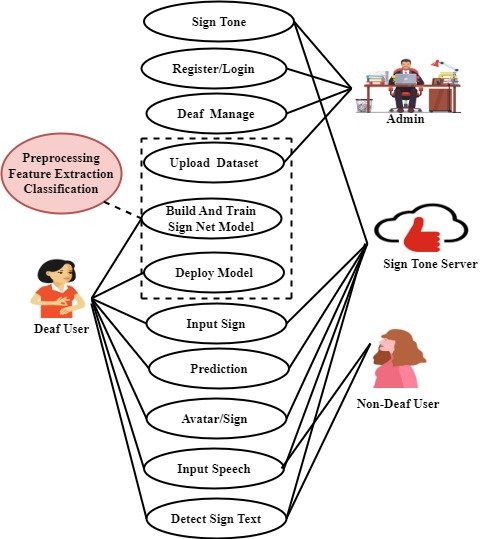 Sign Tone
Register/Login
Deaf  Manage
Admin
Upload  Dataset
Preprocessing
Feature Extraction
Classification
Build And Train
Sign Net Model
Sign Tone Server
Deploy Model
Deaf User
Input Sign
Prediction
Non-Deaf User
Avatar/Sign
Input Speech
Detect Sign Text